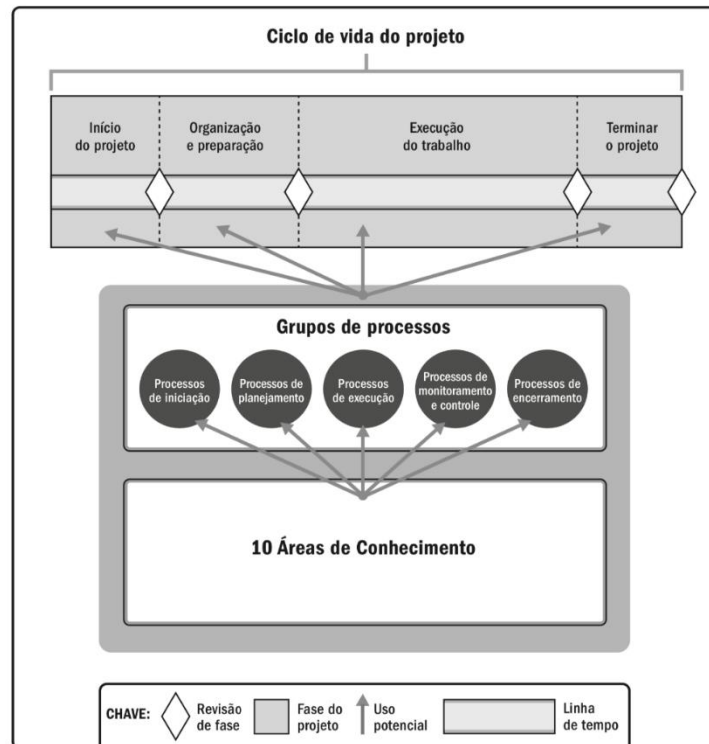 Ciclo de vida do projeto
Início
do projeto
Organização
e preparação
Execução
do trabalho
Terminar
o projeto
Grupos de processos
Processos
de iniciação
Processos de
planejamento
Processos
de execução
Processos de
monitoramento
e controle
Processos de
encerramento
10 Áreas de Conhecimento
CHAVE:
Revisão
de fase
Fase do
projeto
Uso
potencial
Linha
de tempo